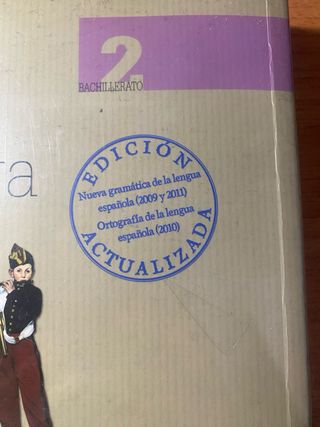 2.
BACHILLERATO
ra
EDICIÓN
Nueva gramática de la lengua
española (2009 y 2011)
Ortografía de la lengua
española (2010)
ACTUALIZADA